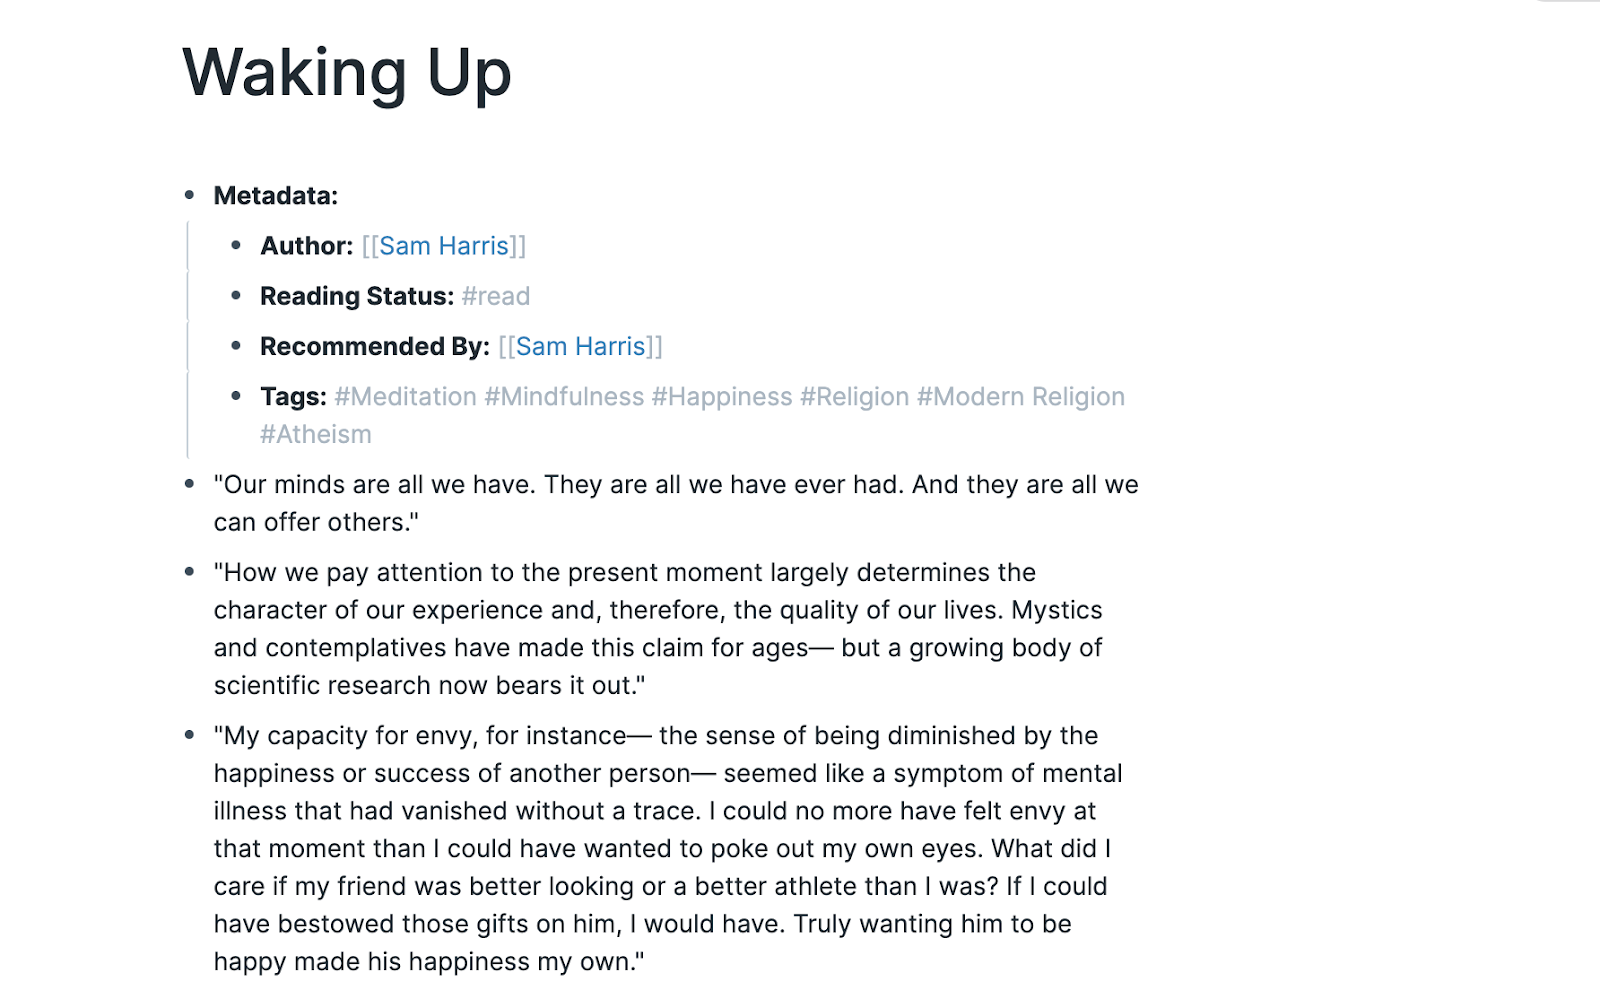 Waking Up
Metadata:
Author: [[Sam Harris]]
Reading Status: #read
Recommended By: [[Sam Harris]]
Tags: #Meditation #Mindfulness #Happiness #Religion #Modern Religion
#Atheism
"Our minds are all we have. They are all we have ever had. And they are all we
can offer others."
"How we pay attention to the present moment largely determines the
character of our experience and, therefore, the quality of our lives. Mystics
and contemplatives have made this claim for ages— but a growing body of
scientific research now bears it out."
"My capacity for envy, for instance— the sense of being diminished by the
happiness or success of another person— seemed like a symptom of mental
illness that had vanished without a trace. I could no more have felt envy at
that moment than I could have wanted to poke out my own eyes. What did I
care if my friend was better looking or a better athlete than I was? If I could
have bestowed those gifts on him, I would have. Truly wanting him to be
happy made his happiness my own."